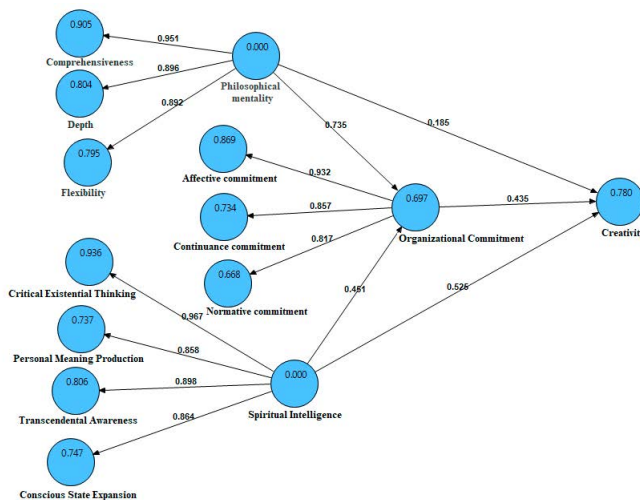 0.905
0.951
0.000
Comprehensiveness
0.896
0.804
Philosophical
mentality
0.892
Depth
0.735
0.185
0.795
0.869
Flexibility
0.932
Affective commitment
0.697
0.435
0.780
0.734
0.857
Organizational Commitment
Creativit
Continuance commitment
0.817
0.936
0.668
Critical Existential Thinking
Normative commitment
0.967
0.451
0.525
0.737
0.858
Personal Meaning Production
0.806
0.898
0.000
Transcendental Awareness
0.864
Spiritual Intelligence
0.747
Conscious State Expansion